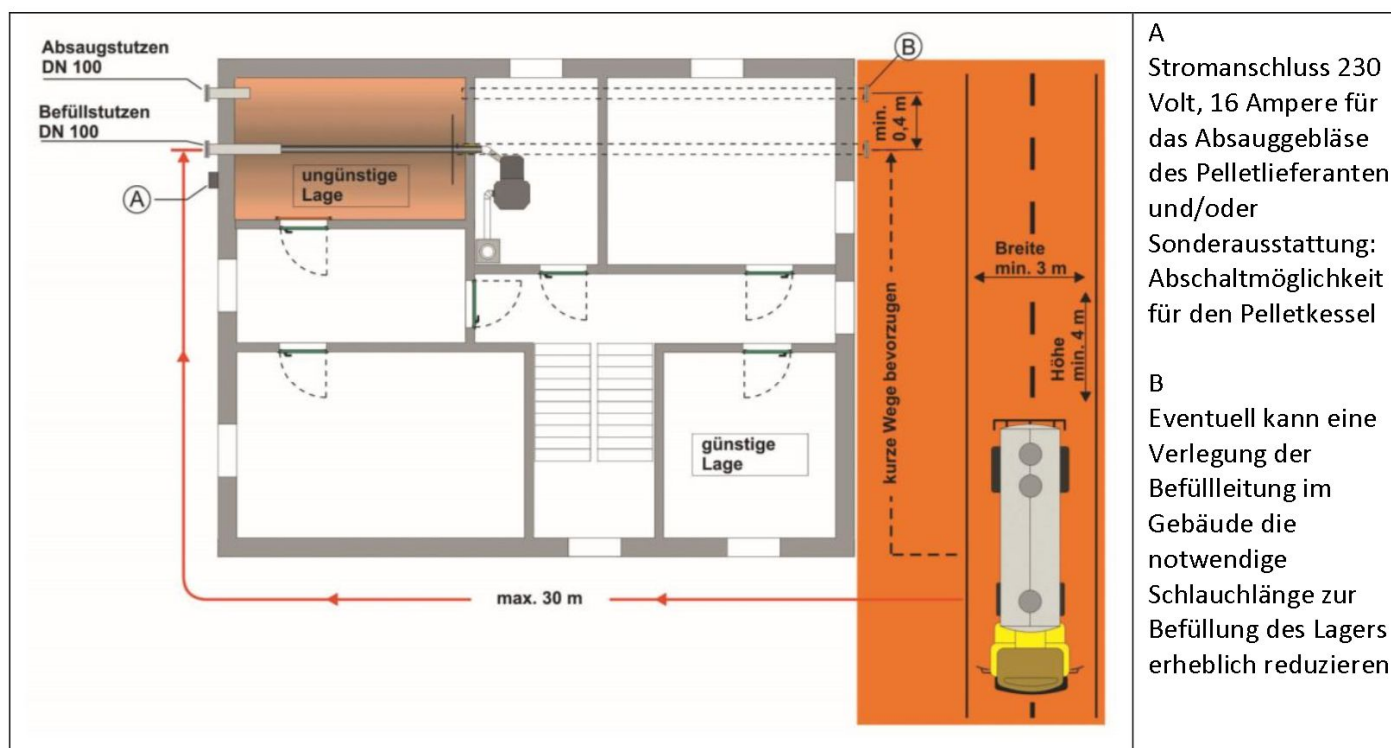 Absaugstutzen
DN 100
Befüllstutzen
DN 100
A
ungünstige
Lage
B
min.
0,4 m
kurze Wege bevorzugen
Breite
min. 3 m
Höhe
min. 4 m
günstige
Lage
max. 30 m
A
Stromanschluss 230
Volt, 16 Ampere für
das Absauggebläse
des Pelletlieferanten
und/oder
Sonderausstattung:
Abschaltmöglichkeit
für den Pelletkessel
B
Eventuell kann eine
Verlegung der
Befüllleitung im
Gebäude die
notwendige
Schlauchlänge zur
Befüllung des Lagers
erheblich reduzieren